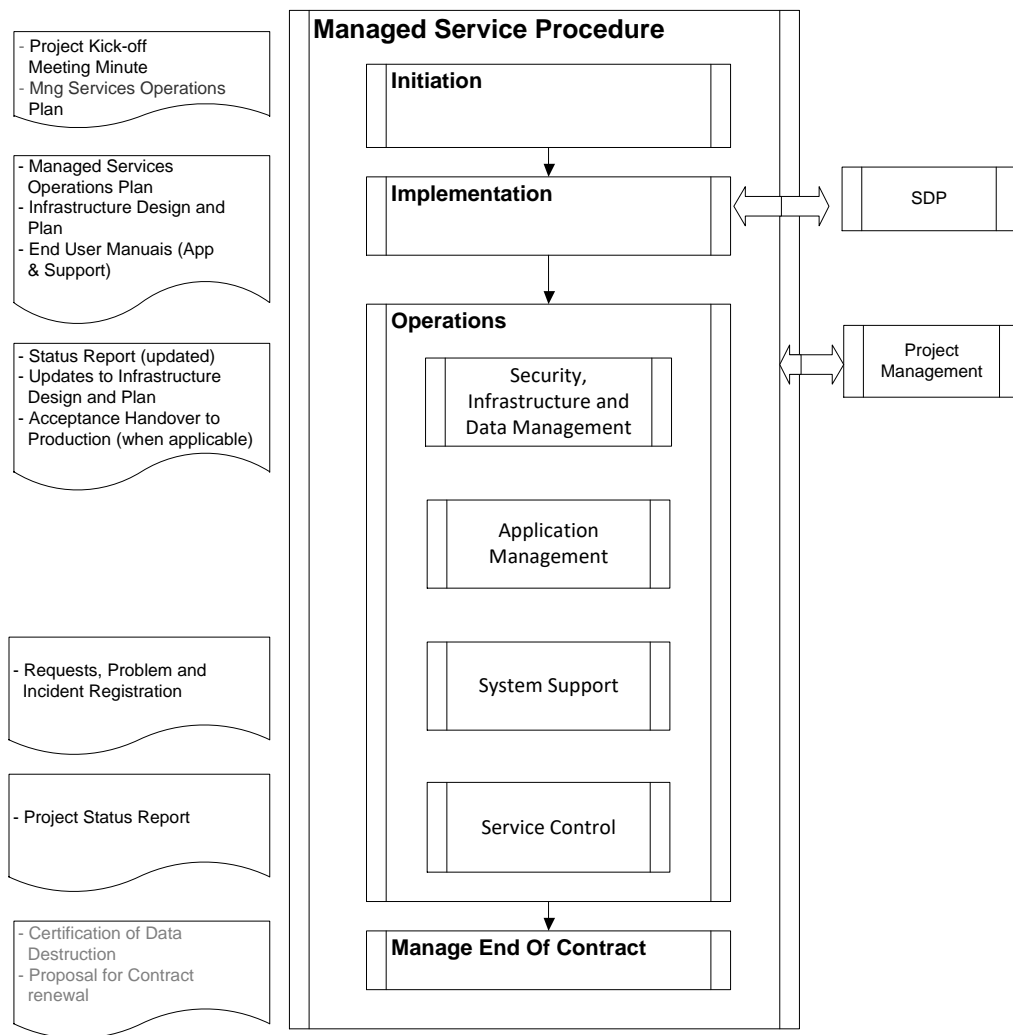 - Project Kick-off
Meeting Minute
- Mng Services Operations
Plan
- Managed Services
Operations Plan
- Infrastructure Design and
Plan
- End User Manuais (App
& Support)
- Status Report (updated)
- Updates to Infrastructure
Design and Plan
- Acceptance Handover to
Production (when applicable)
- Requests, Problem and
Incident Registration
- Project Status Report
- Certification of Data
Destruction
- Proposal for Contract
renewal
Managed Service Procedure
Initiation
Implementation
Operations
Security,
Infrastructure and
Data Management
Application
Management
System Support
Service Control
Manage End Of Contract
SDP
Project
Management